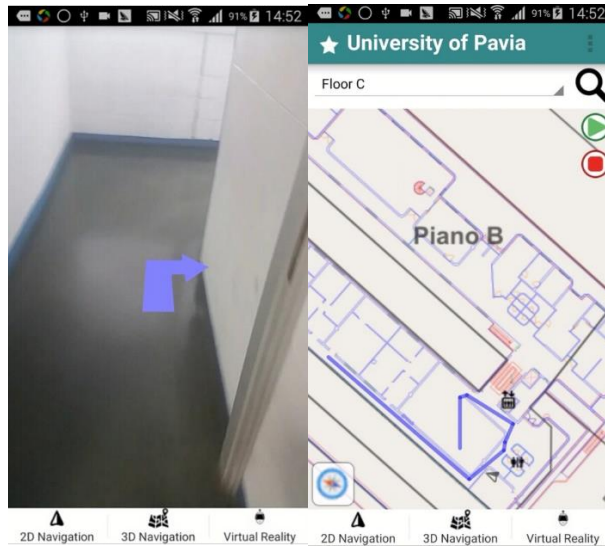 91% 14:52
2D Navigation 3D Navigation Virtual Reality
91% 14:52
University of Pavia
Floor C
Piano B
2D Navigation 3D Navigation Virtual Reality